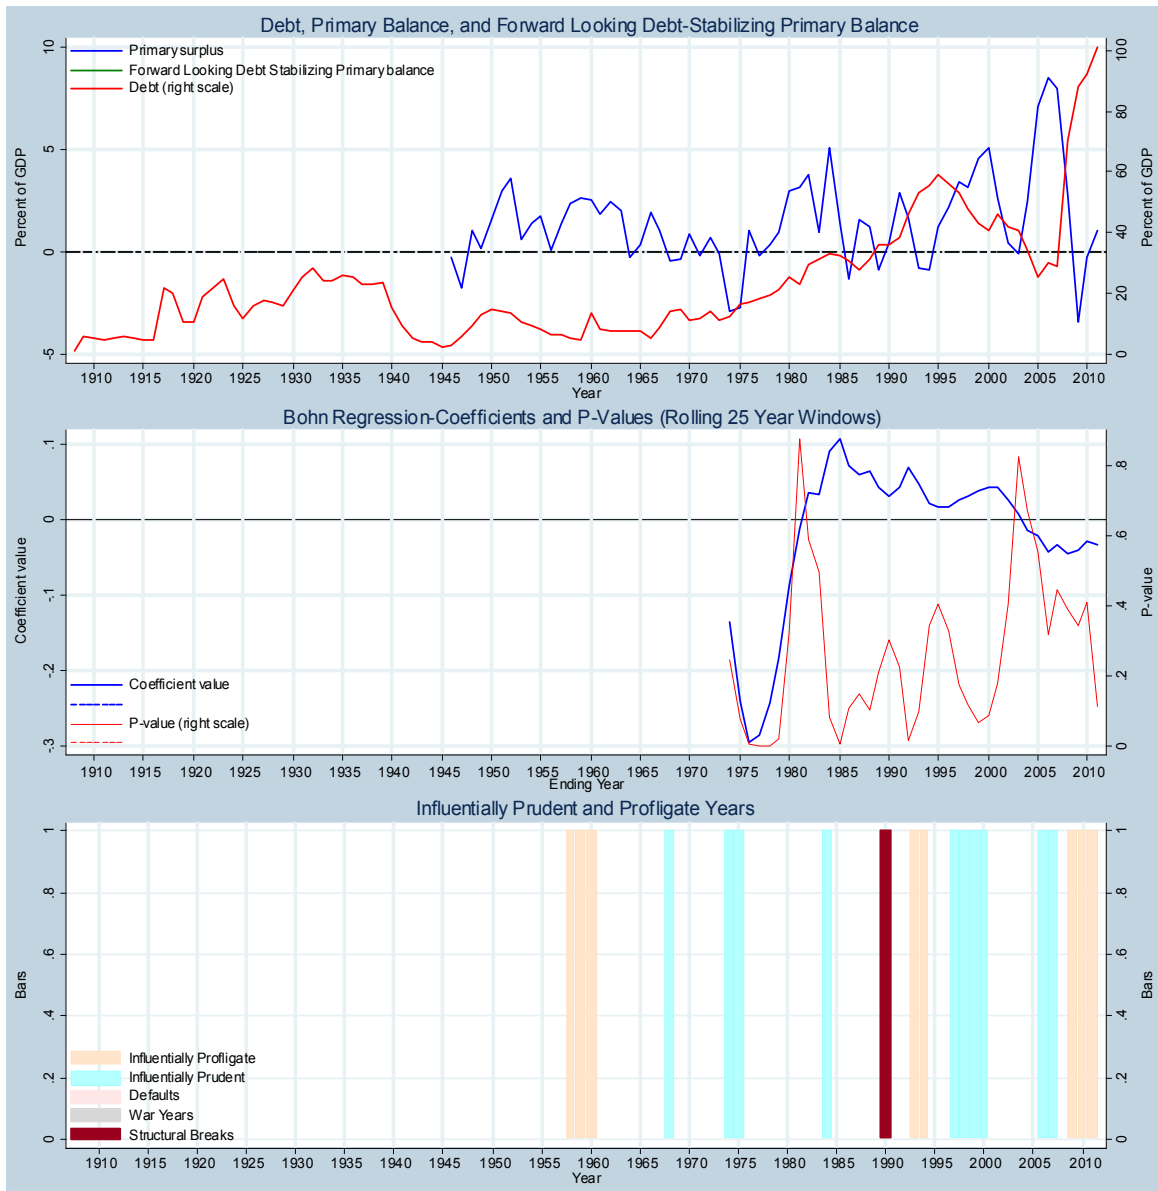 Debt, Primary Balance, and Forward Looking Debt-Stabilizing Primary Balance
Primary surplus
Forward Looking Debt Stabilizing Primary balance
Debt (right scale)
Percent of GDP
10
5
0
-5
Percent of GDP
100
80
60
40
20
0
1910 1915 1920 1925 1930 1935 1940 1945 1950 1955 1960 1965 1970 1975 1980 1985 1990 1995 2000 2005 2010
Year
Bohn Regression-Coefficients and P-Values (Rolling 25 Year Windows)
Coefficient value
.1
0
-.1
-.2
-.3
P-value
.8
.6
.4
.2
0
Coefficient value
P-value (right scale)
1910 1915 1920 1925 1930 1935 1940 1945 1950 1955 1960 1965 1970 1975 1980 1985 1990 1995 2000 2005 2010
Ending Year
Influentially Prudent and Profligate Years
Bars
1
.8
.6
.4
.2
0
Bars
1
.8
.6
.4
.2
0
Influentially Profligate
Influentially Prudent
Defaults
War Years
Structural Breaks
1910 1915 1920 1925 1930 1935 1940 1945 1950 1955 1960 1965 1970 1975 1980 1985 1990 1995 2000 2005 2010
Year